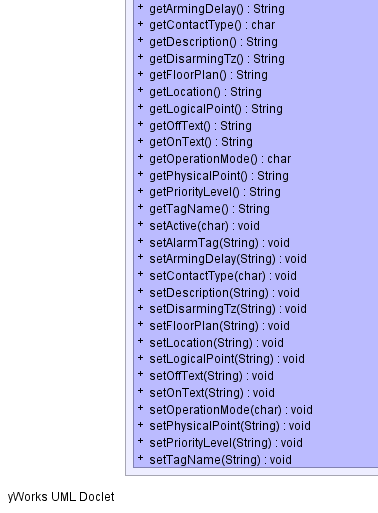 + getArmingDelay() : String
+ getContactType() : char
+ getDescription() : String
+ getDisarmingTz() : String
+ getFloorPlan() : String
+ getLocation() : String
+ getLogicalPoint() : String
+ getOffText() : String
+ getOnText() : String
+ getOperationMode() : char
+ getPhysicalPoint() : String
+ getPriorityLevel() : String
+ getTagName() : String
+ setActive(char) : void
+ setAlarmTag(String) : void
+ setArmingDelay(String) : void
+ setContactType(char) : void
+ setDescription(String) : void
+ setDisarmingTz(String) : void
+ setFloorPlan(String) : void
+ setLocation(String) : void
+ setLogicalPoint(String) : void
+ setOffText(String) : void
+ setOnText(String) : void
+ setOperationMode(char) : void
+ setPhysicalPoint(String) : void
+ setPriorityLevel(String) : void
+ setTagName(String) : void
yWorks UML Doclet